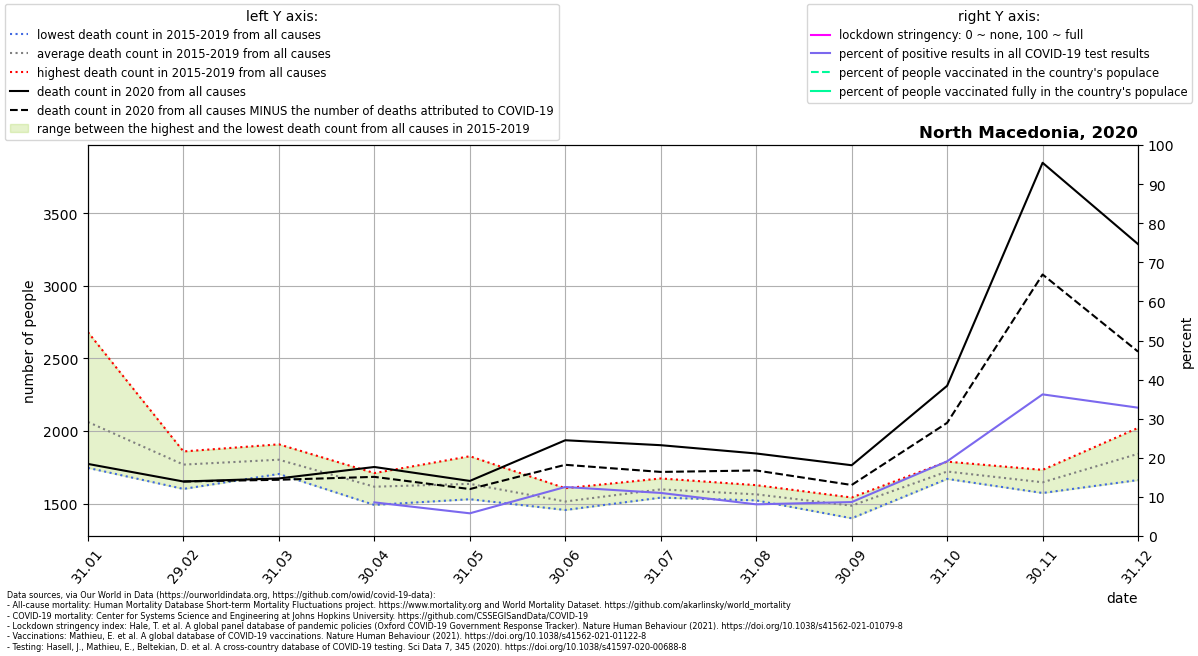 left Y axis:
lowest death count in 2015-2019 from all causes
average death count in 2015-2019 from all causes
highest death count in 2015-2019 from all causes
death count in 2020 from all causes
death count in 2020 from all causes MINUS the number of deaths attributed to COVID-19
range between the highest and the lowest death count from all causes in 2015-2019
right Y axis:
lockdown stringency: 0 ~ none, 100 ~ full
percent of positive results in all COVID-19 test results
percent of people vaccinated in the country's populace
percent of people vaccinated fully in the country's populace
North Macedonia, 2020
number of people
3500
3000
2500
2000
1500
100
90
80
70
60
50
40
30
20
10
0
percent
31.01
29.02
31.03
30.04
31.05
30.06
31.07
31.08
30.09
31.10
30.11
31.12
date
Data sources, via Our World in Data (https://ourworldindata.org, https://github.com/owid/covid-19-data):
- All-cause mortality: Human Mortality Database Short-term Mortality Fluctuations project. https://www.mortality.org and World Mortality Dataset. https://github.com/akarlinsky/world_mortality
- COVID-19 mortality: Center for Systems Science and Engineering at Johns Hopkins University. https://github.com/CSSEGISandData/COVID-19
- Lockdown stringency index: Hale, T. et al. A global panel database of pandemic policies (Oxford COVID-19 Government Response Tracker). Nature Human Behaviour (2021). https://doi.org/10.1038/s41562-021-01079-8
- Vaccinations: Mathieu, E. et al. A global database of COVID-19 vaccinations. Nature Human Behaviour (2021). https://doi.org/10.1038/s41562-021-01122-8
- Testing: Hasell, J., Mathieu, E., Beltekian, D. et al. A cross-country database of COVID-19 testing. Sci Data 7, 345 (2020). https://doi.org/10.1038/s41597-020-00688-8